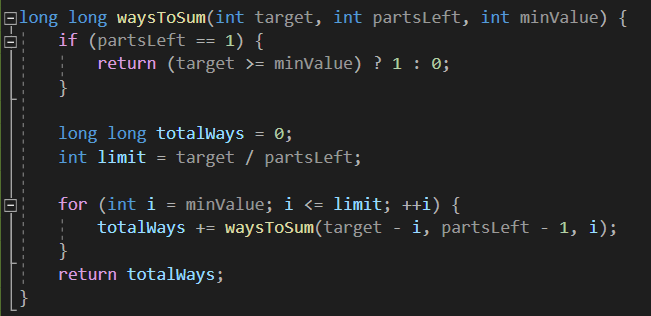 long long waysToSum(int target, int partsLeft, int minValue) {
    if (partsLeft == 1) {
        return (target >= minValue) ? 1 : 0;
    }

    long long totalWays = 0;
    int limit = target / partsLeft;

    for (int i = minValue; i <= limit; ++i) {
        totalWays += waysToSum(target - i, partsLeft - 1, i);
    }
    return totalWays;
}